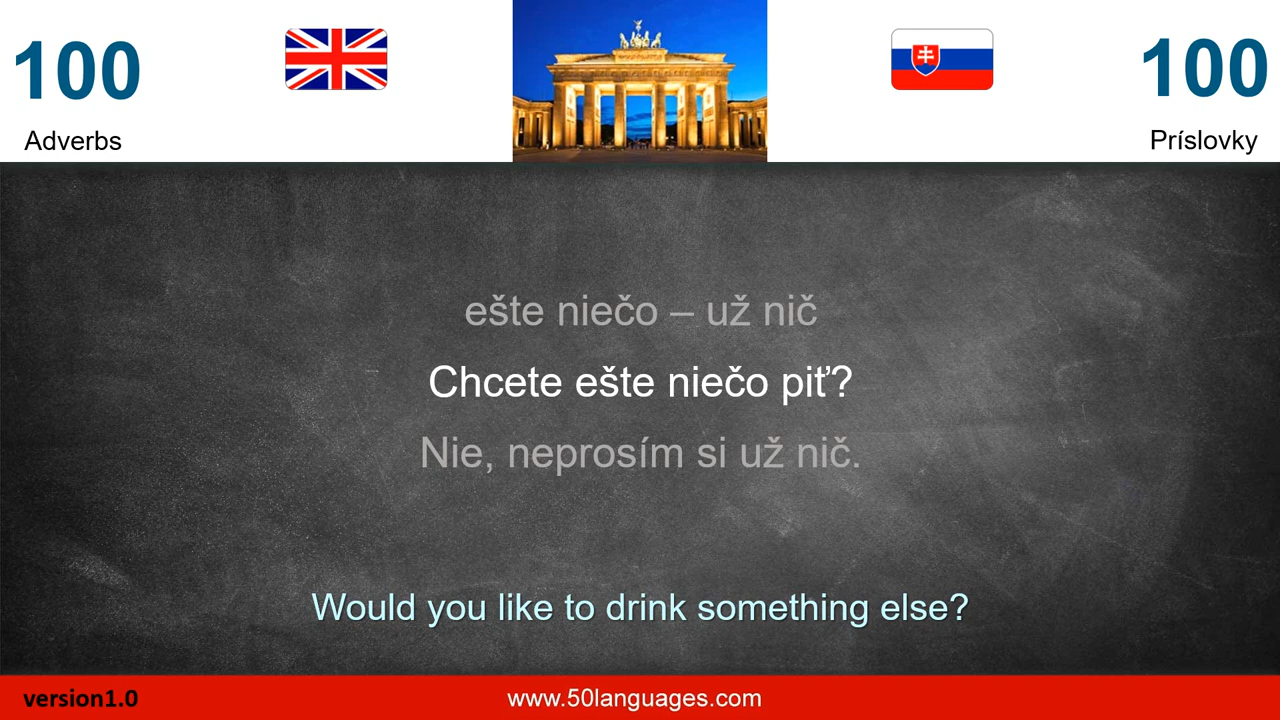 100
100
Adverbs
Príslovky
ešte niečo – už nič
Chcete ešte niečo piť?
Nie, neprosím si už nič.
Would you like to drink something else?
version1.0
www.50languages.com